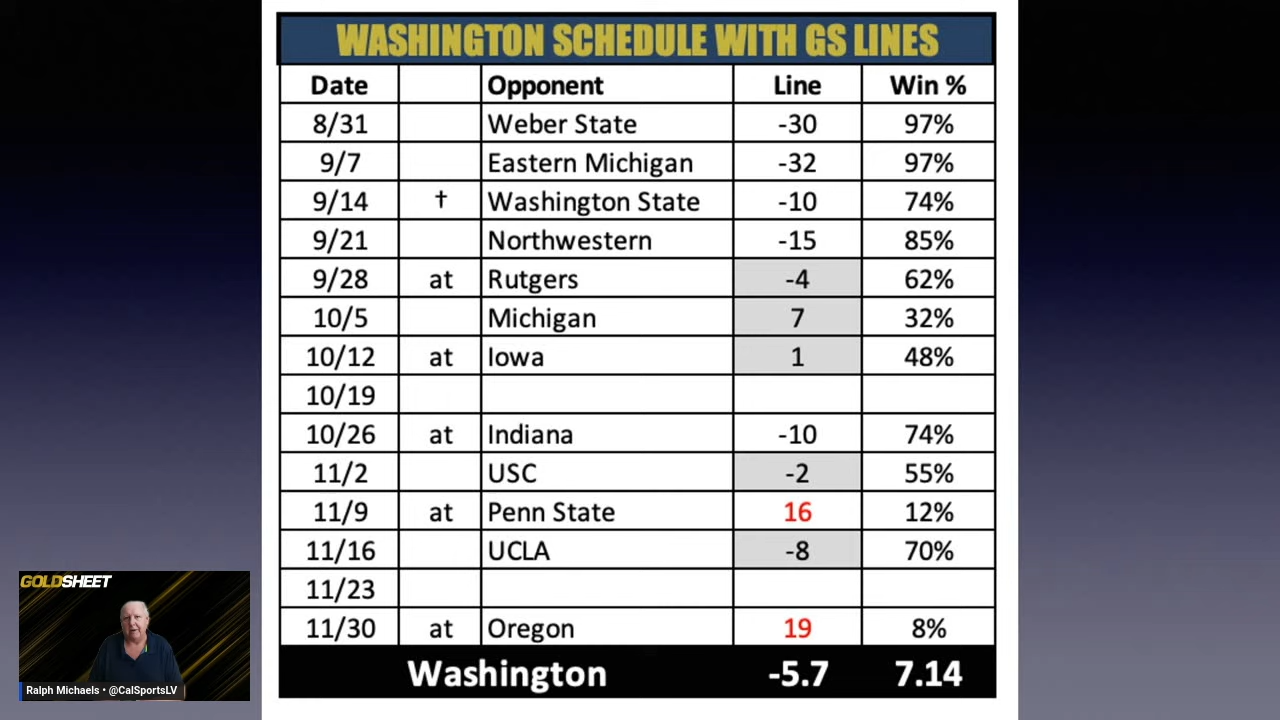 WASHINGTON SCHEDULE WITH GS LINES
Date Opponent Line Win %
8/31 Weber State -30 97%
9/7 Eastern Michigan -32 97%
9/14 † Washington State -10 74%
9/21 Northwestern -15 85%
9/28 at Rutgers -4 62%
10/5 Michigan 7 32%
10/12 at Iowa 1 48%
10/19
10/26 at Indiana -10 74%
11/2 USC -2 55%
11/9 at Penn State 16 12%
11/16 UCLA -8 70%
11/23
11/30 at Oregon 19 8%
Washington -5.7 7.14
GOLDSHEET
Ralph Michaels • @CalSportsLV